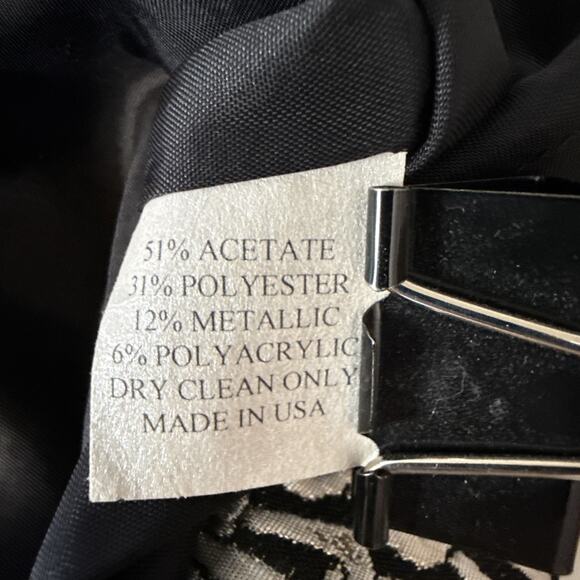 51% ACETATE
31% POLYESTER
12% METALLIC
6% POLYACRYLIC
DRY CLEAN ONLY
MADE IN USA